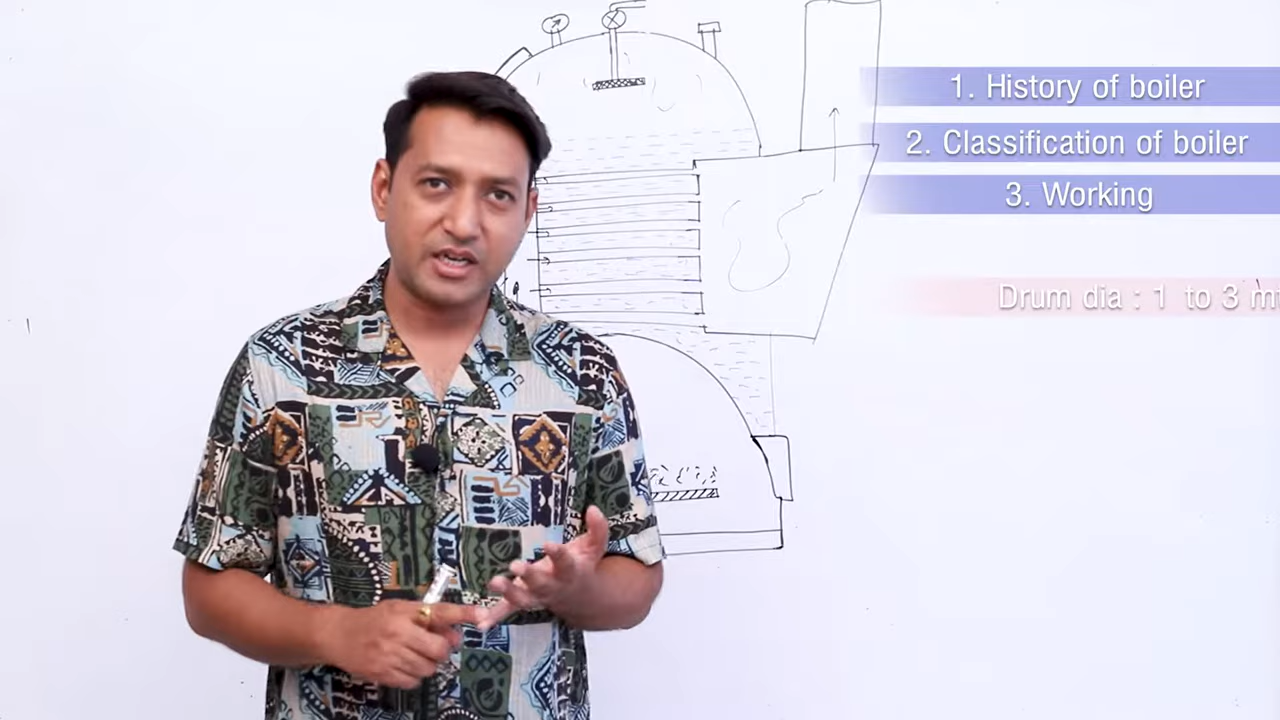 1. History of boiler
2. Classification of boiler
3. Working
Drum dia : 1 to 3 m